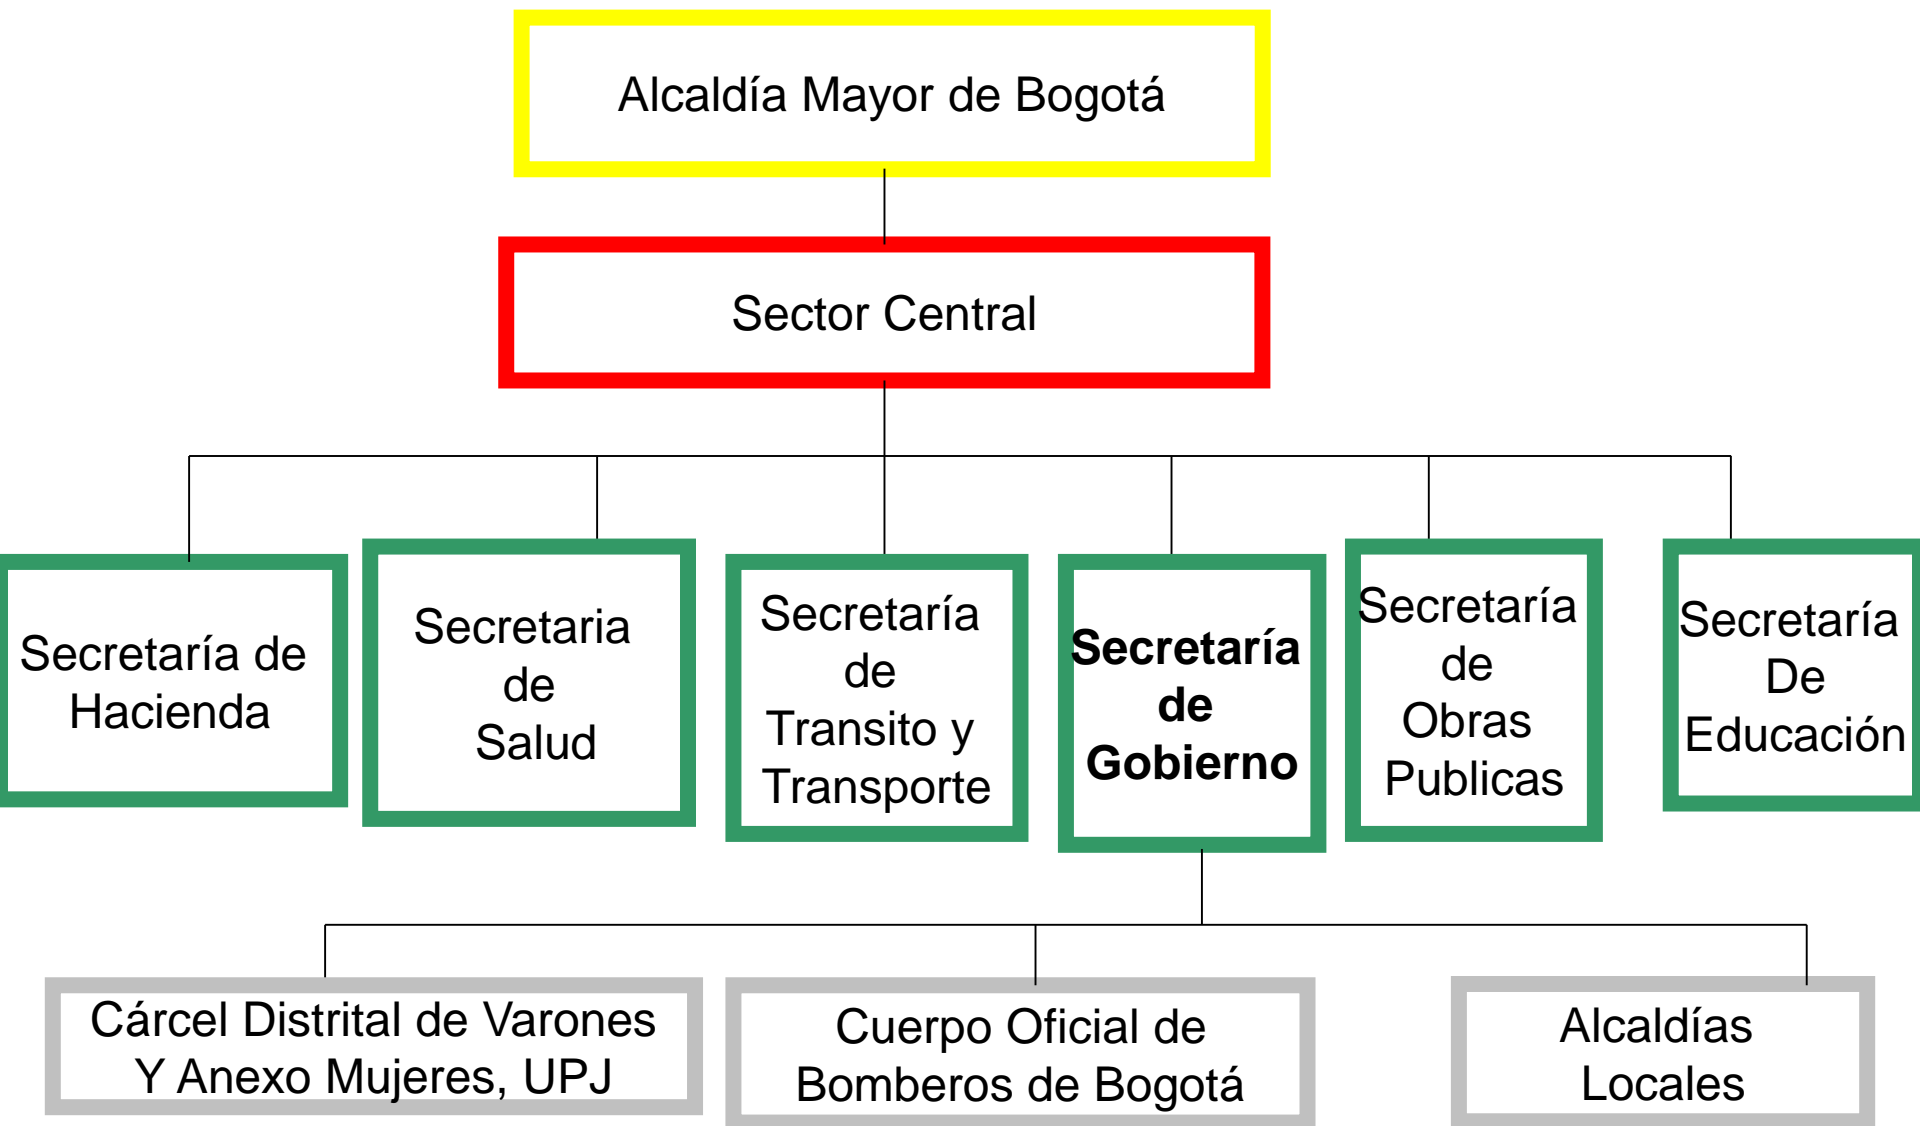 Alcaldía Mayor de Bogotá
Sector Central
Secretaría de
Hacienda
Secretaria
de
Salud
Secretaría
de
Transito y
Transporte
Secretaría
de
Gobierno
Secretaría
de
Obras
Publicas
Secretaría
De
Educación
Cárcel Distrital de Varones
Y Anexo Mujeres, UPJ
Cuerpo Oficial de
Bomberos de Bogotá
Alcaldías
Locales